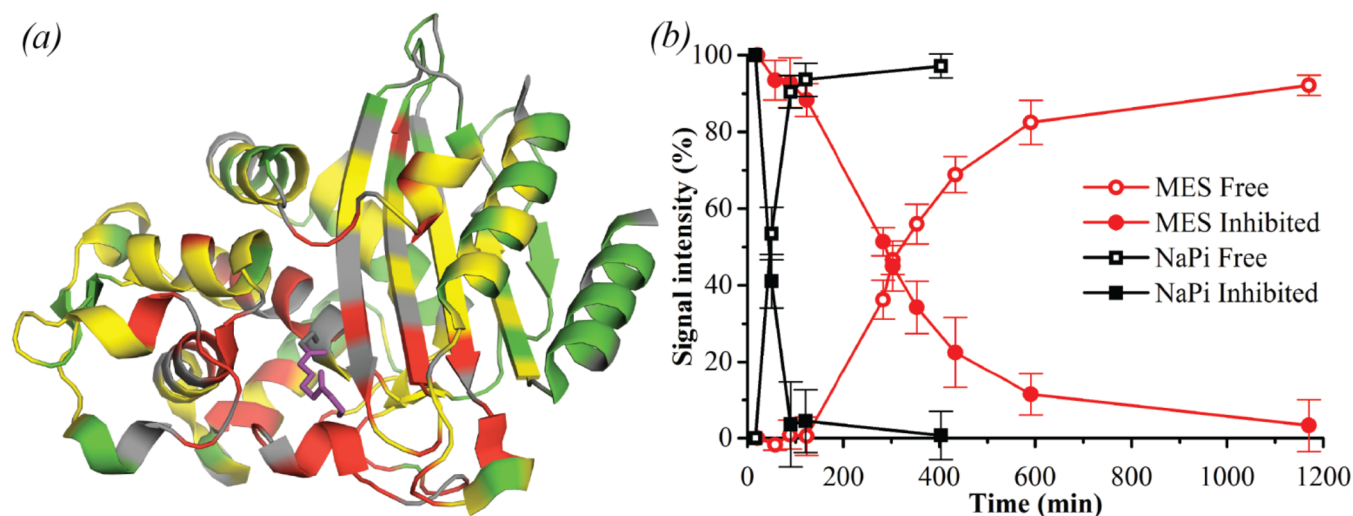 (a)
(b)
Signal intensity (%)
100
80
60
40
20
0
MES Free
MES Inhibited
NaPi Free
NaPi Inhibited
0 200 400 600 800 1000 1200
Time (min)